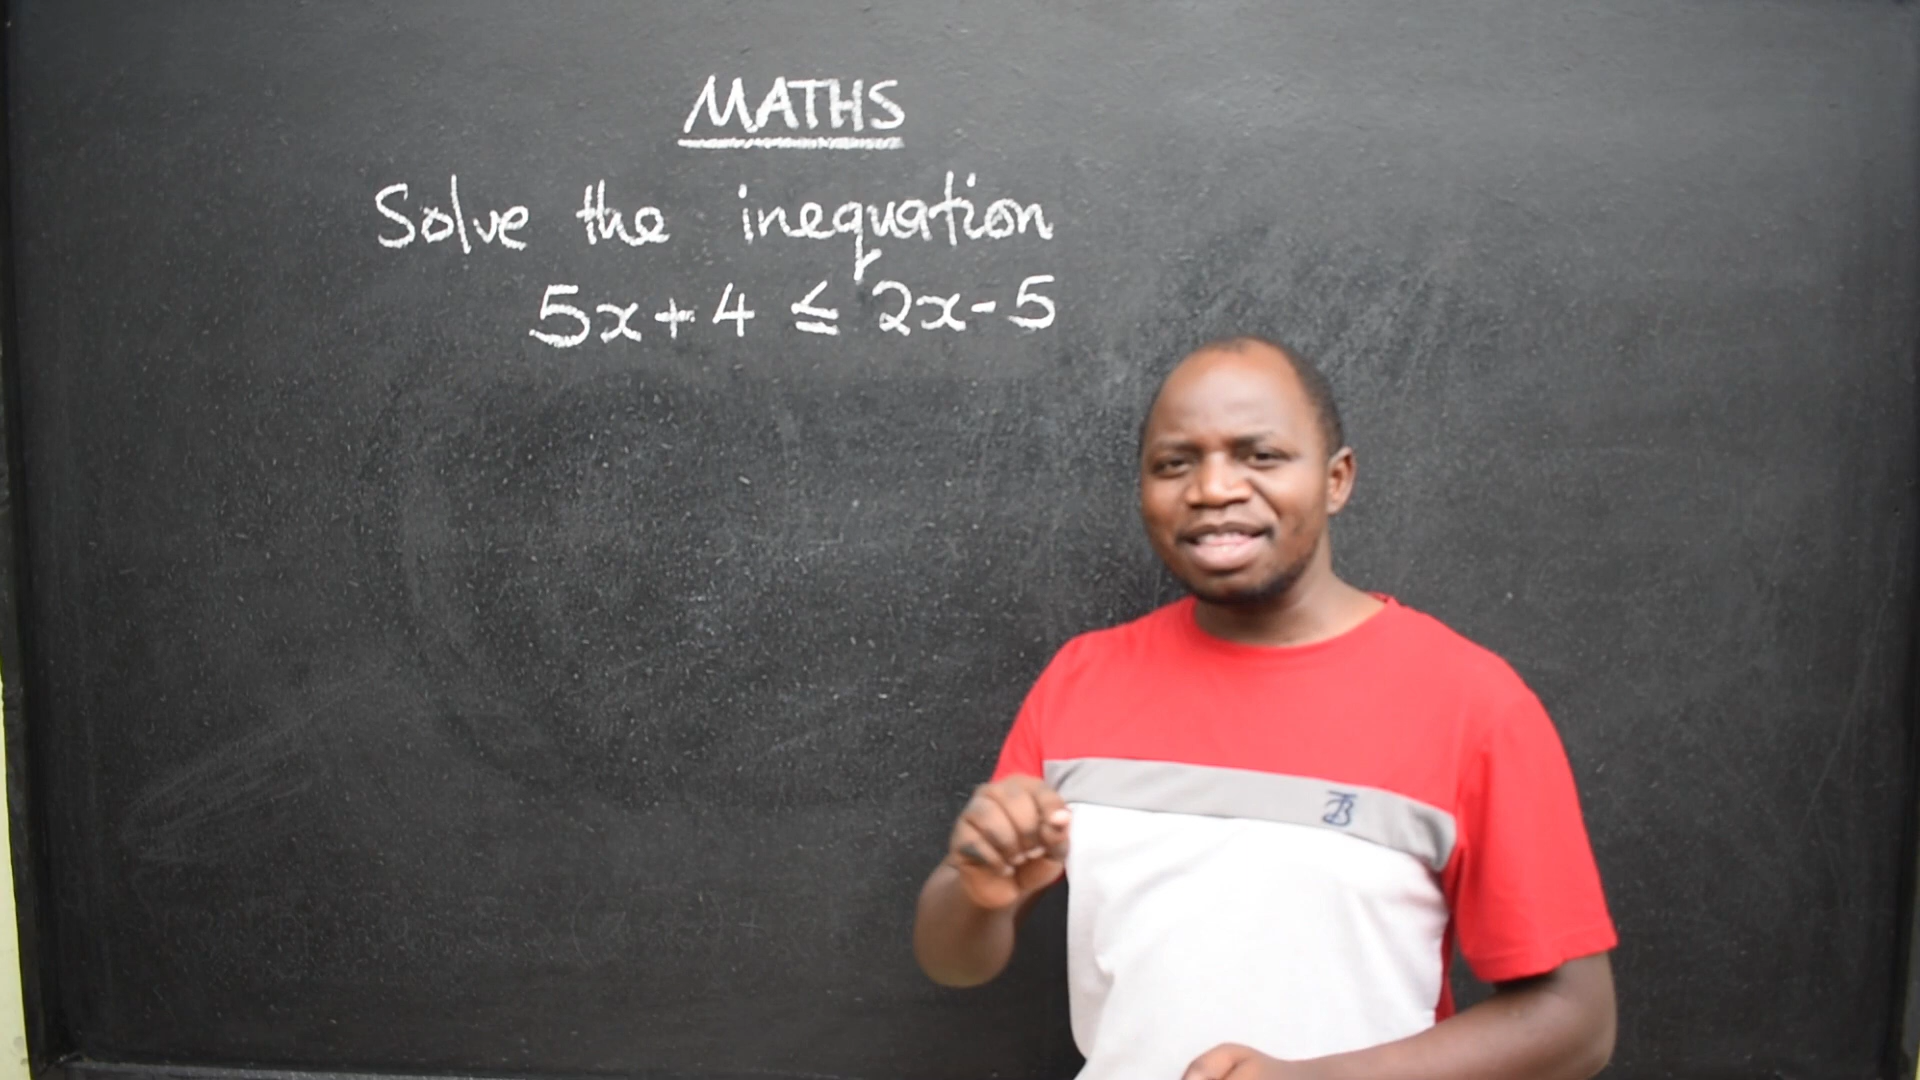 MATHS
Solve the inequation
5x+4 ≤ 2x-5